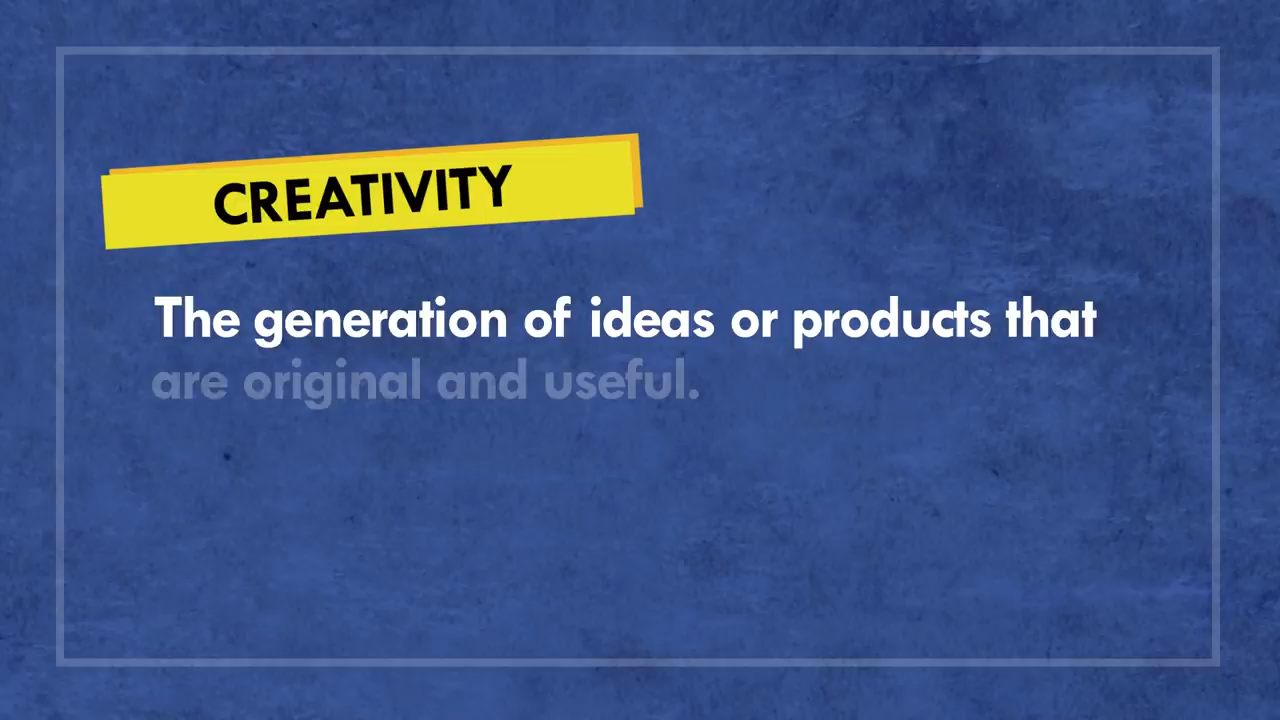 CREATIVITY
The generation of ideas or products that
are original and useful.